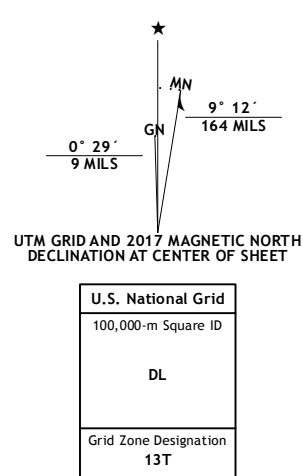 MN
GN
9° 12´
164 MILS
0° 29´
9 MILS
UTM GRID AND 2017 MAGNETIC NORTH
DECLINATION AT CENTER OF SHEET
U.S. National Grid
100,000-m Square ID
DL
Grid Zone Designation
13T